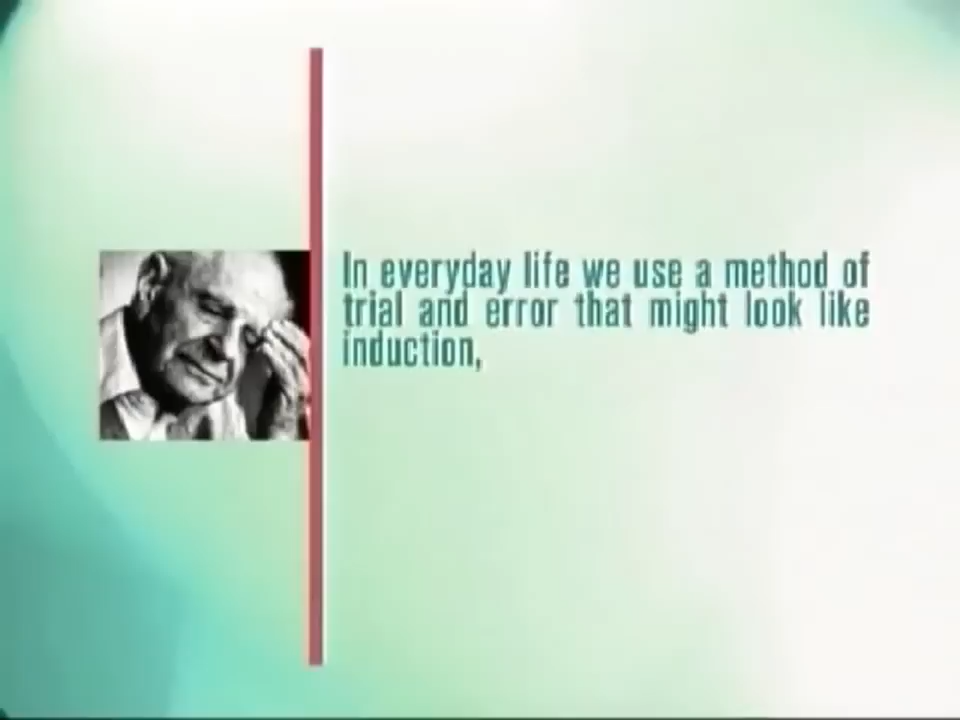 In everyday life we use a method of
trial and error that might look like
induction,